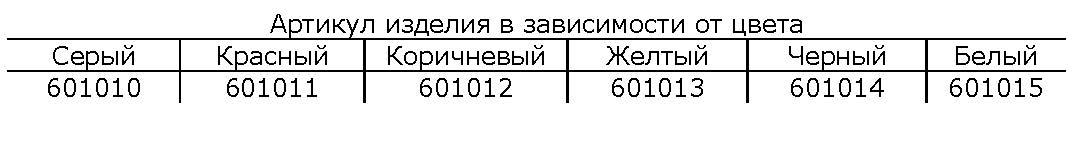 Артикул изделия в зависимости от цвета
Серый Красный Коричневый Желтый Черный Белый
601010 601011 601012 601013 601014 601015